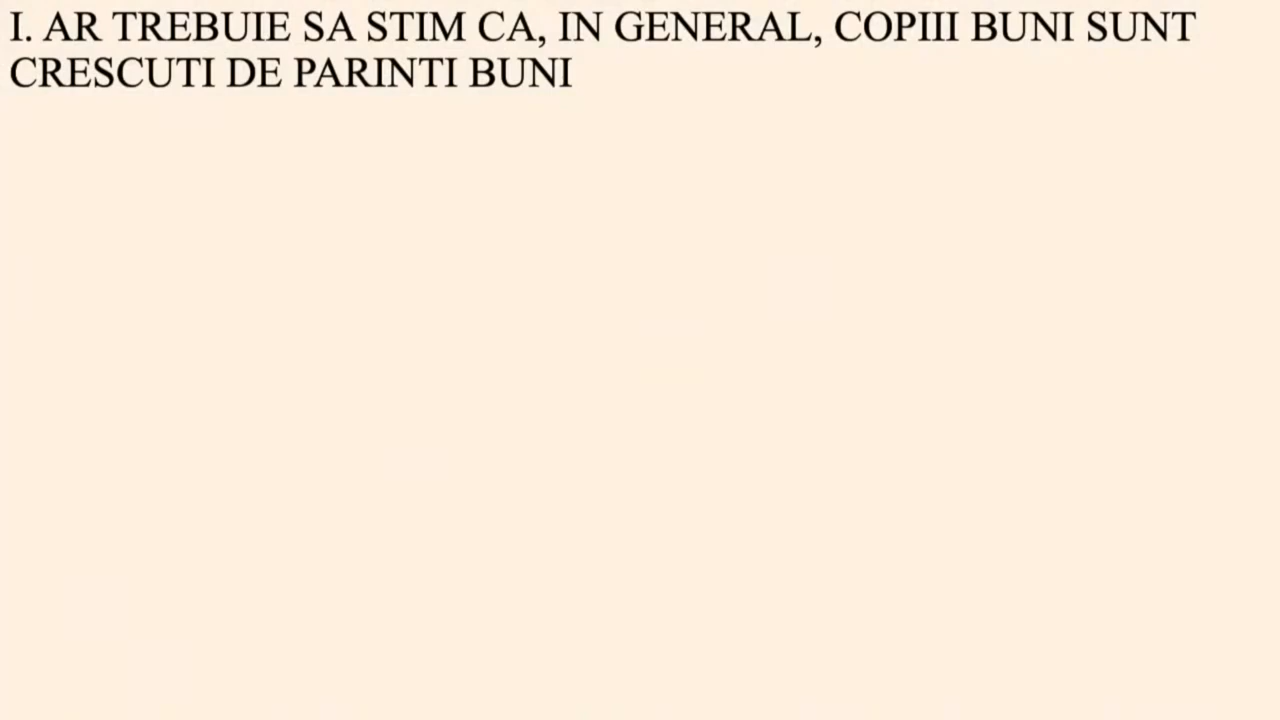 I. AR TREBUIE SA STIM CA, IN GENERAL, COPIII BUNI SUNT
CRESCUTI DE PARINTI BUNI